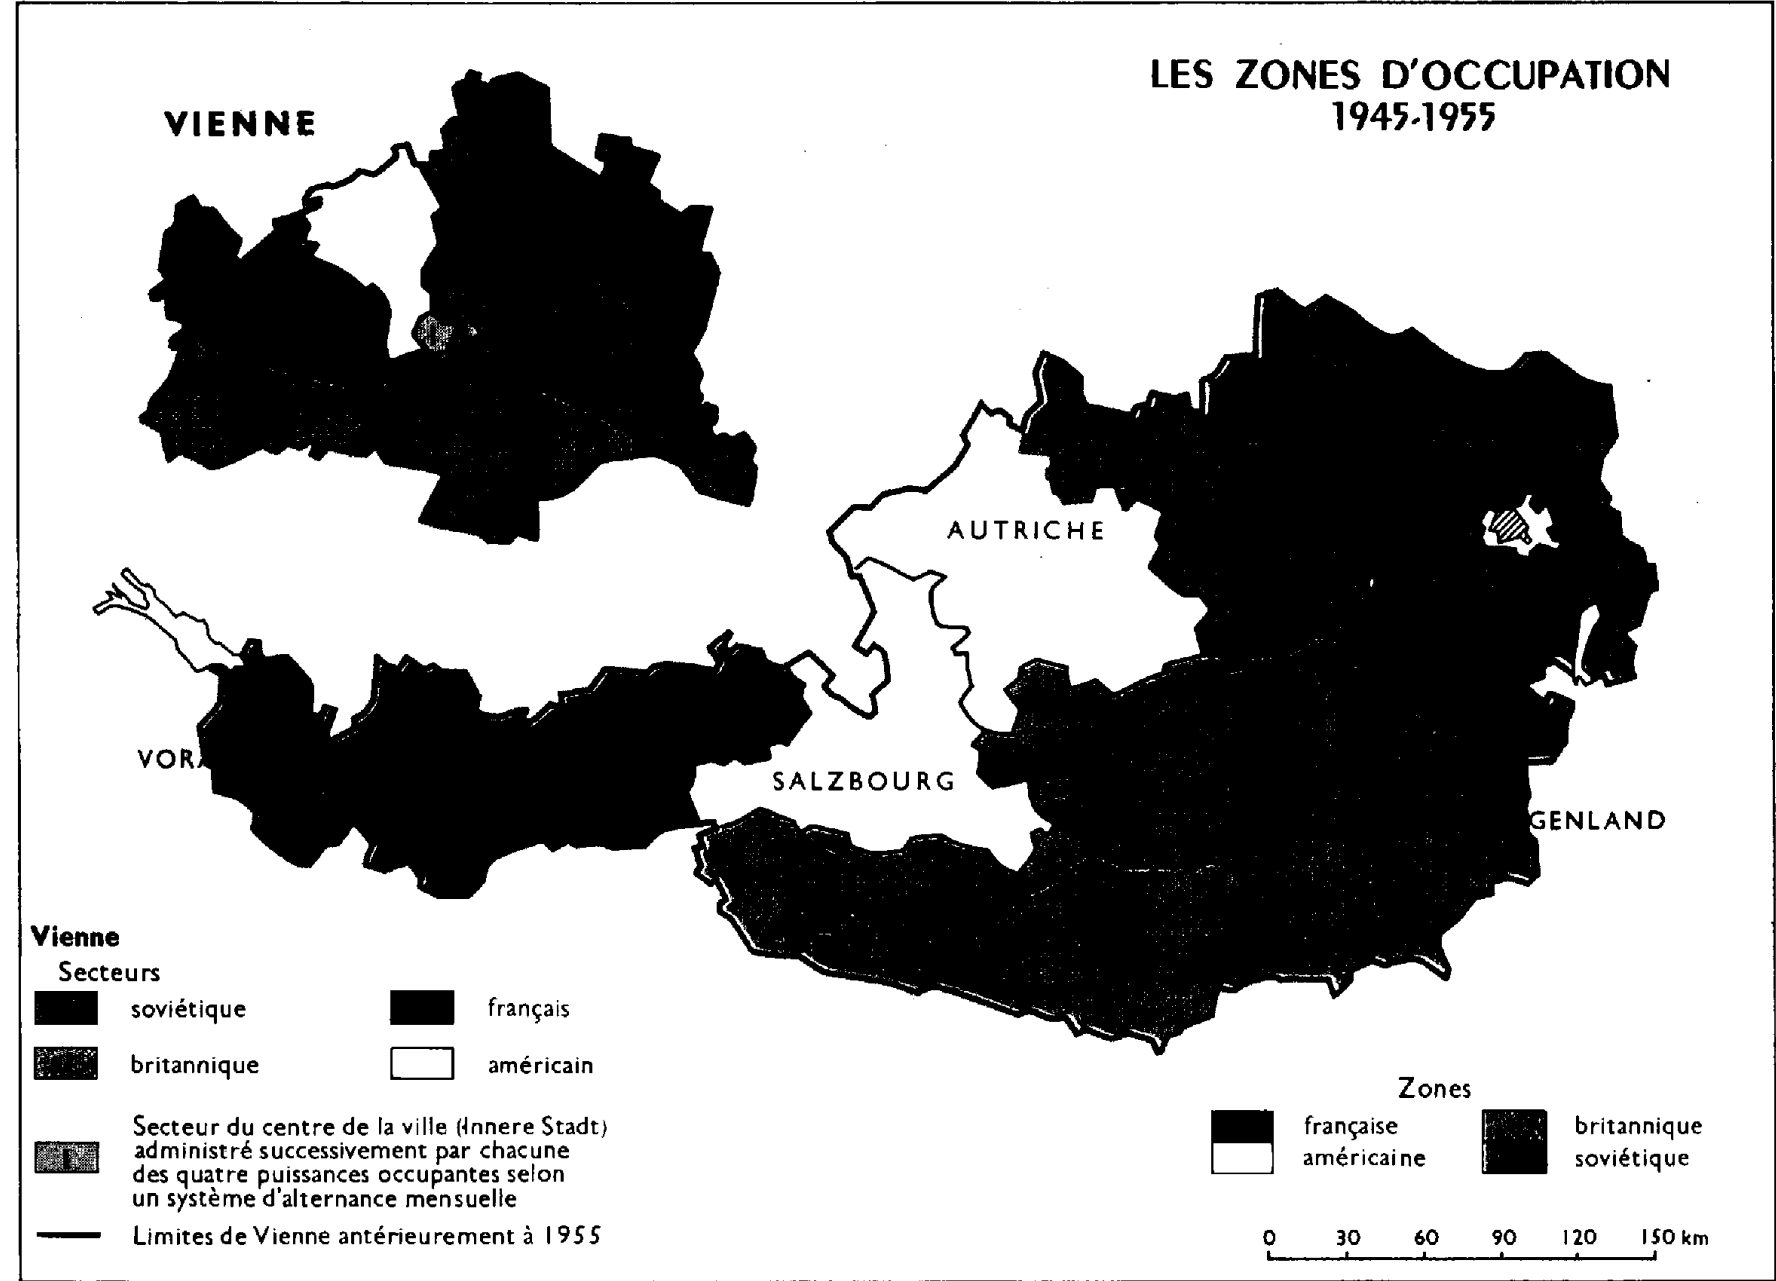 LES ZONES D'OCCUPATION
1945-1955
VIENNE
AUTRICHE
VOR
SALZBOURG
GENLAND
Vienne
Secteurs
soviétique
français
britannique
américain
Secteur du centre de la ville (Innere Stadt)
administré successivement par chacune
des quatre puissances occupantes selon
un système d'alternance mensuelle
Limites de Vienne antérieurement à 1955
Zones
française
britannique
américaine
soviétique
0 30 60 90 120 150 km